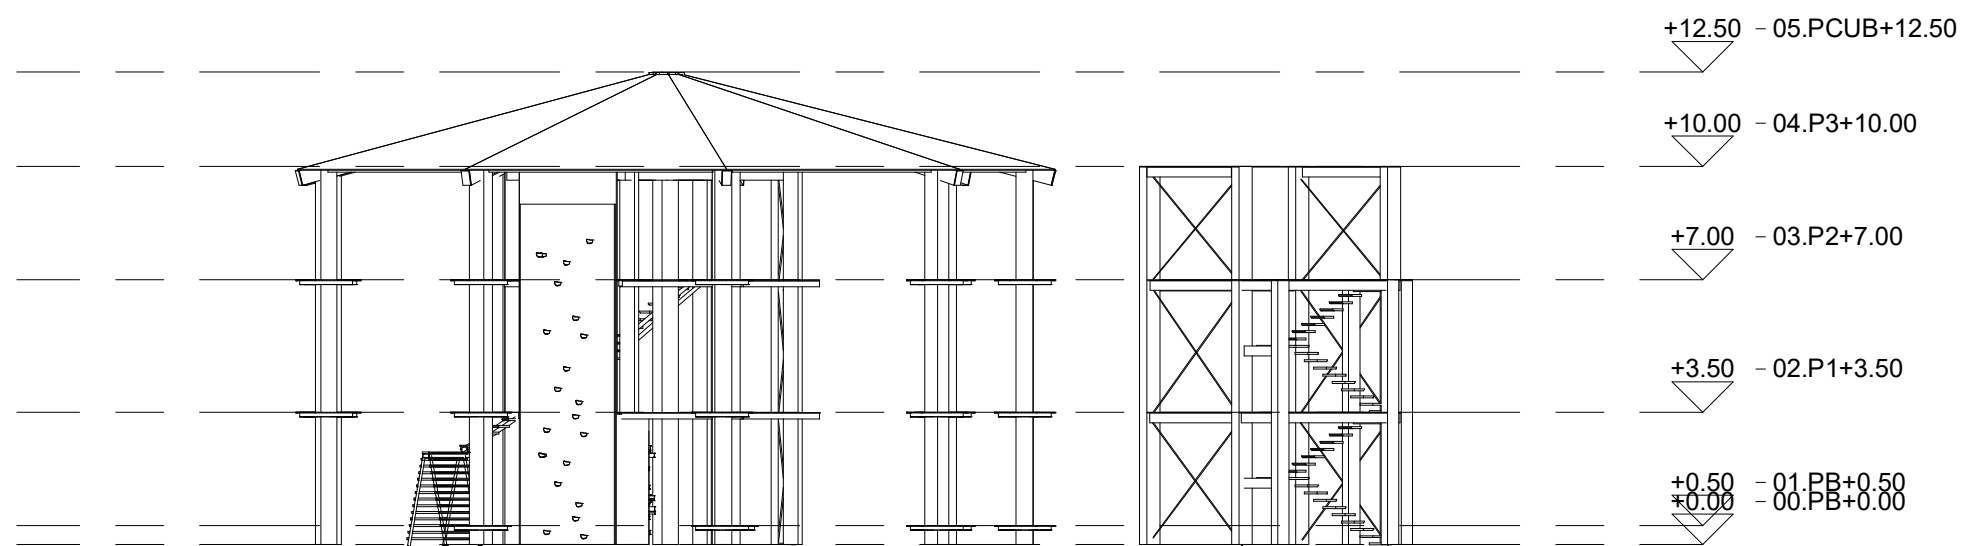 +12.50 - 05.PCUB+12.50
+10.00 - 04.P3+10.00
+7.00 - 03.P2+7.00
+3.50 - 02.P1+3.50
+0.50 - 01.PB+0.50
+0.00 - 00.PB+0.00